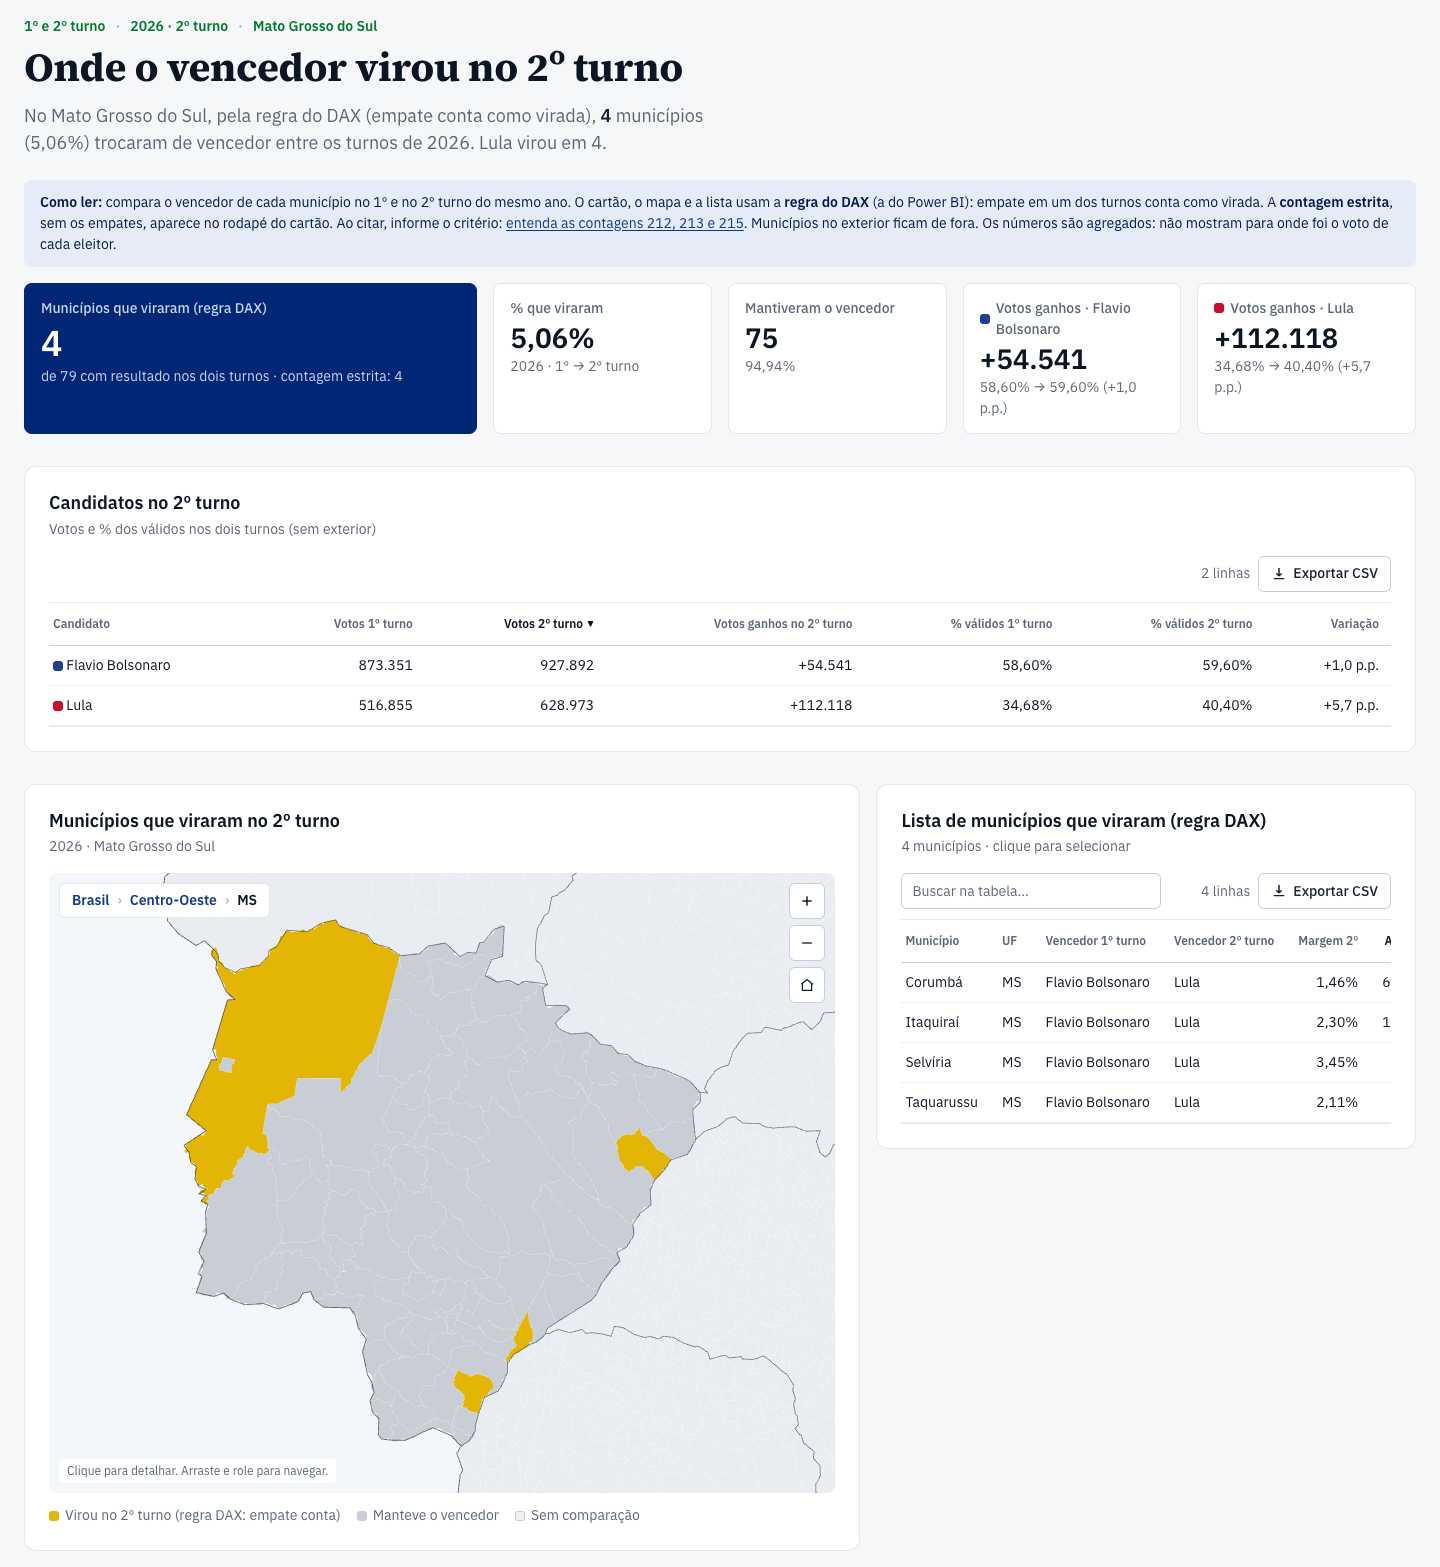 1º e 2º turno · 2026 · 2º turno · Mato Grosso do Sul
Onde o vencedor virou no 2º turno
No Mato Grosso do Sul, pela regra do DAX (empate conta como virada), 4 municípios
(5,06%) trocaram de vencedor entre os turnos de 2026. Lula virou em 4.
Como ler: compara o vencedor de cada município no 1º e no 2º turno do mesmo ano. O cartão, o mapa e a lista usam a regra do DAX (a do Power BI): empate em um dos turnos conta como virada. A contagem estrita,
sem os empates, aparece no rodapé do cartão. Ao citar, informe o critério: entenda as contagens 212, 213 e 215. Municípios no exterior ficam de fora. Os números são agregados: não mostram para onde foi o voto de
cada eleitor.
Municípios que viraram (regra DAX)
4
de 79 com resultado nos dois turnos · contagem estrita: 4
% que viraram
5,06%
2026 · 1º → 2º turno
Mantiveram o vencedor
75
94,94%
Votos ganhos · Flavio
Bolsonaro
+54.541
58,60% → 59,60% (+1,0
p.p.)
Votos ganhos · Lula
+112.118
34,68% → 40,40% (+5,7
p.p.)
Candidatos no 2º turno
Votos e % dos válidos nos dois turnos (sem exterior)
2 linhas Exportar CSV
Candidato Votos 1º turno Votos 2º turno ▼ Votos ganhos no 2º turno % válidos 1º turno % válidos 2º turno Variação
Flavio Bolsonaro 873.351 927.892 +54.541 58,60% 59,60% +1,0 p.p.
Lula 516.855 628.973 +112.118 34,68% 40,40% +5,7 p.p.
Municípios que viraram no 2º turno
2026 · Mato Grosso do Sul
Brasil › Centro-Oeste › MS
+
−
Clique para detalhar. Arraste e role para navegar.
Virou no 2º turno (regra DAX: empate conta) Manteve o vencedor Sem comparação
Lista de municípios que viraram (regra DAX)
4 municípios · clique para selecionar
Buscar na tabela... 4 linhas Exportar CSV
Município UF Vencedor 1º turno Vencedor 2º turno Margem 2º
Corumbá MS Flavio Bolsonaro Lula 1,46% 6
Itaquiraí MS Flavio Bolsonaro Lula 2,30% 1
Selvíria MS Flavio Bolsonaro Lula 3,45%
Taquarussu MS Flavio Bolsonaro Lula 2,11%